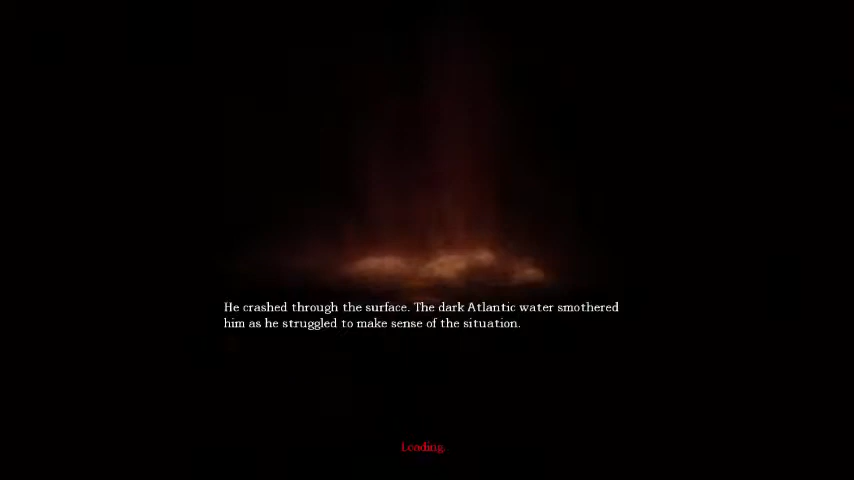 He crashed through the surface. The dark Atlantic water smothered
him as he struggled to make sense of the situation.
Loading.